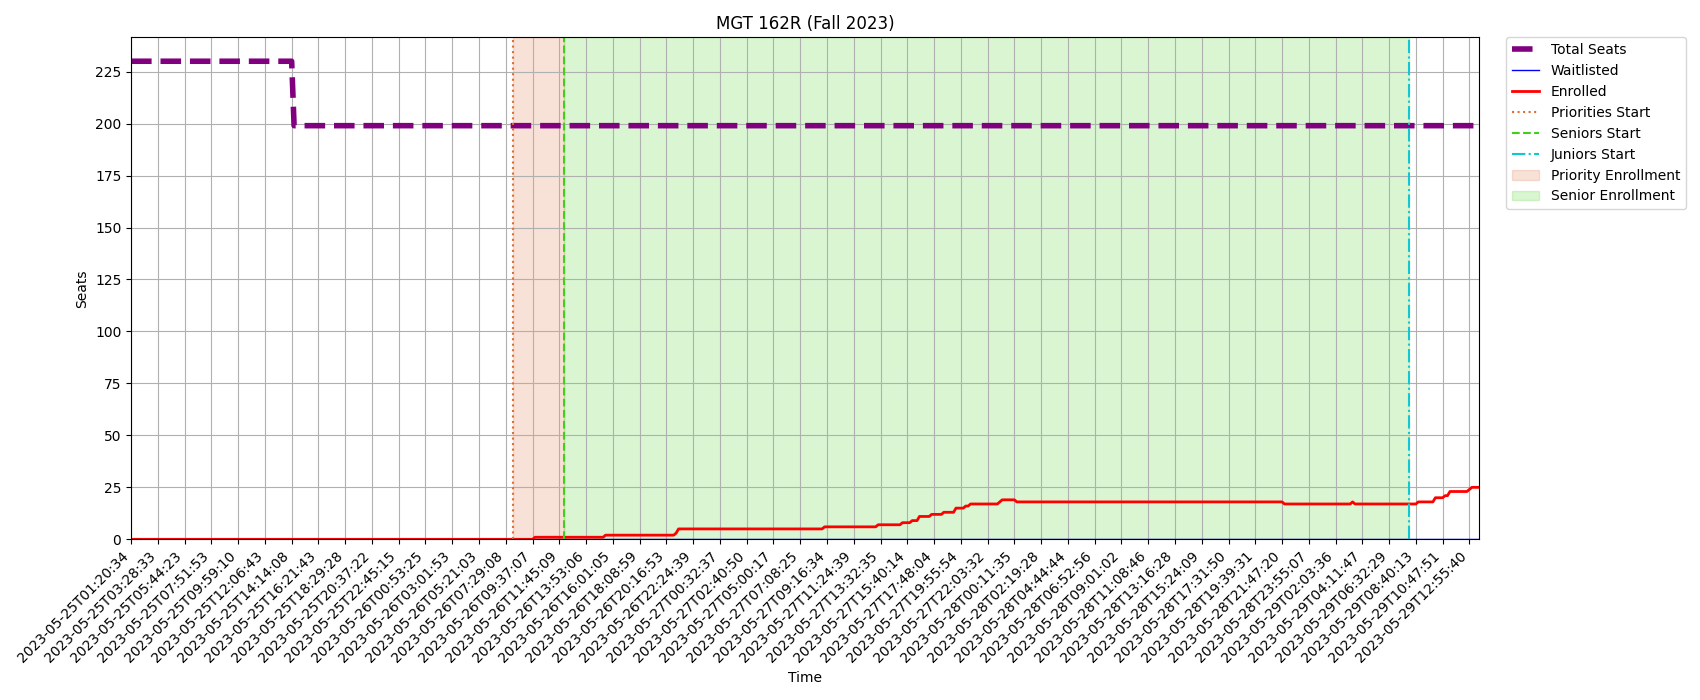 MGT 162R (Fall 2023)
Total Seats
Waitlisted
Enrolled
Priorities Start
Seniors Start
Juniors Start
Priority Enrollment
Senior Enrollment
225
200
175
150
125
100
75
50
25
0
Seats
2023-05-25T01:20:34
2023-05-25T03:28:33
2023-05-25T05:44:23
2023-05-25T07:51:53
2023-05-25T09:59:10
2023-05-25T12:06:43
2023-05-25T14:14:08
2023-05-25T16:21:43
2023-05-25T18:29:28
2023-05-25T20:37:22
2023-05-25T22:45:15
2023-05-26T00:53:25
2023-05-26T03:01:53
2023-05-26T05:21:03
2023-05-26T07:29:08
2023-05-26T09:37:07
2023-05-26T11:45:09
2023-05-26T13:53:06
2023-05-26T16:01:05
2023-05-26T18:08:59
2023-05-26T20:16:53
2023-05-26T22:24:39
2023-05-27T00:32:37
2023-05-27T02:40:50
2023-05-27T05:00:17
2023-05-27T07:08:25
2023-05-27T09:16:34
2023-05-27T11:24:39
2023-05-27T13:32:35
2023-05-27T15:40:14
2023-05-27T17:48:04
2023-05-27T19:55:54
2023-05-27T22:03:32
2023-05-28T00:11:35
2023-05-28T02:19:28
2023-05-28T04:44:44
2023-05-28T06:52:56
2023-05-28T09:01:02
2023-05-28T11:08:46
2023-05-28T13:16:28
2023-05-28T15:24:09
2023-05-28T17:31:50
2023-05-28T19:39:31
2023-05-28T21:47:20
2023-05-28T23:55:07
2023-05-29T02:03:36
2023-05-29T04:11:47
2023-05-29T06:32:29
2023-05-29T08:40:13
2023-05-29T10:47:51
2023-05-29T12:55:40
Time